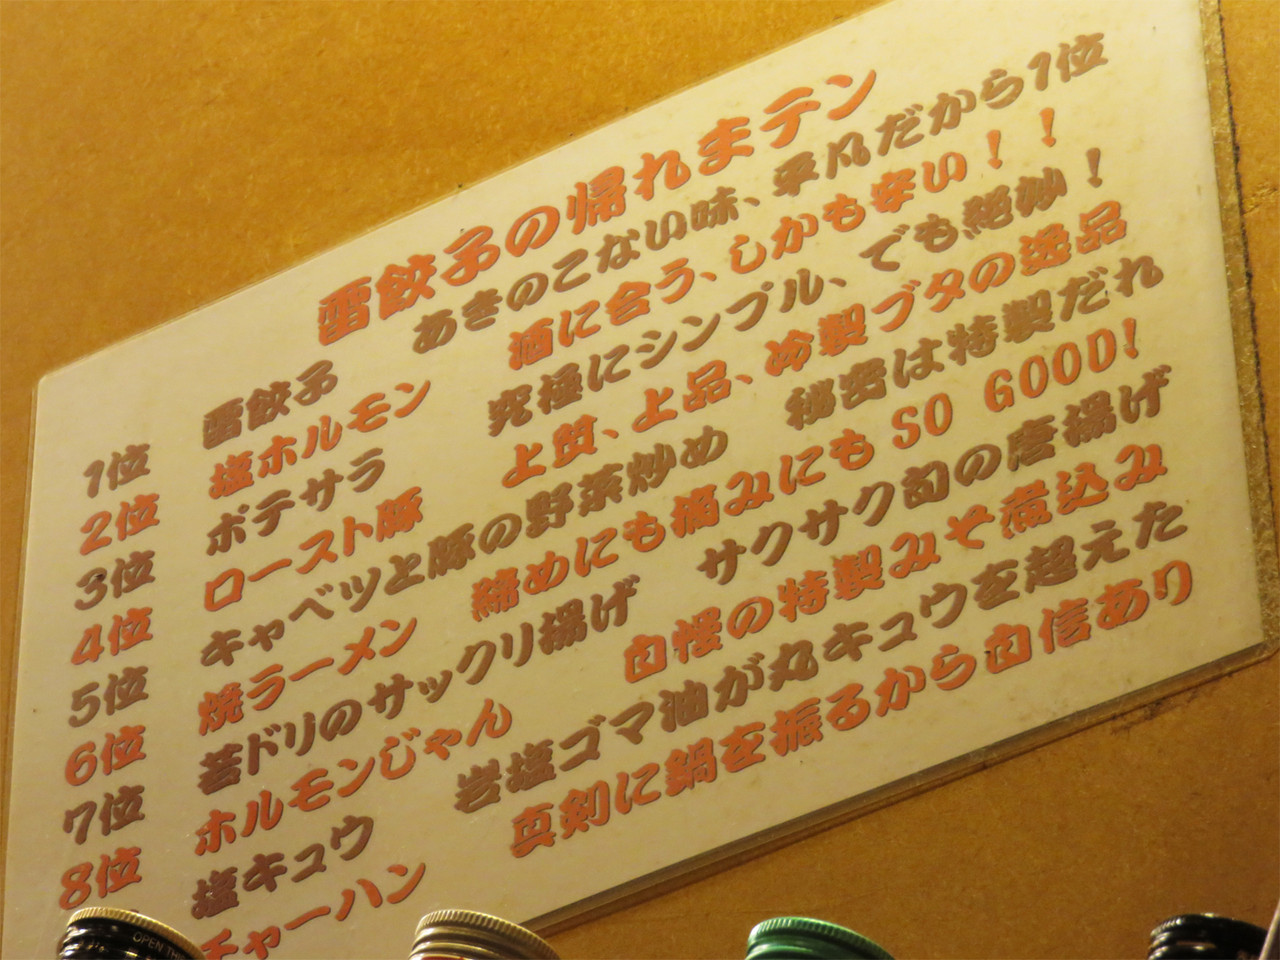 雪餃子の帰れまテン
1位 雪餃子 あきのこない味、平凡だから1位
2位 塩ホルモン 酒に合う、しかも安い！！
3位 ポテサラ 究極にシンプル、でも絶妙！
4位 ロースト豚 上質、上品、冷製ブタの逸品
5位 キャベツと豚の野菜炒め 秘密は特製だれ
6位 焼ラーメン 締めにも摘みにも SO GOOD!
7位 若ドリのサックリ揚げ サクサク旬の唐揚げ
8位 ホルモンじゃん 自慢の特製みそ煮込み
塩キュウ 岩塩ゴマ油が丸キュウを超えた
チャーハン 真剣に鍋を振るから自信あり
OPEN